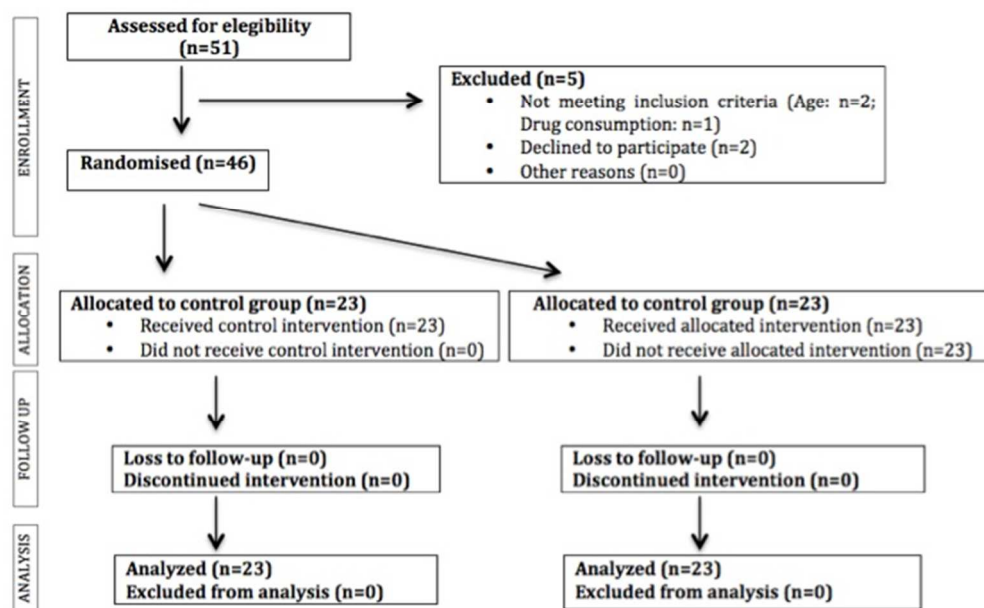 Assessed for elegibility
(n=51)
ENROLLMENT
Excluded (n=5)
• Not meeting inclusion criteria (Age: n=2;
Drug consumption: n=1)
• Declined to participate (n=2)
• Other reasons (n=0)
Randomised (n=46)
ALLOCATION
Allocated to control group (n=23)
• Received control intervention (n=23)
• Did not receive control intervention (n=0)
Allocated to control group (n=23)
• Received allocated intervention (n=23)
• Did not receive allocated intervention (n=23)
FOLLOW UP
Loss to follow-up (n=0)
Discontinued intervention (n=0)
Loss to follow-up (n=0)
Discontinued intervention (n=0)
ANALYSIS
Analyzed (n=23)
Excluded from analysis (n=0)
Analyzed (n=23)
Excluded from analysis (n=0)